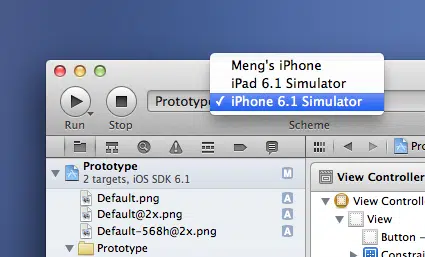 Meng's iPhone
iPad 6.1 Simulator
✓ iPhone 6.1 Simulator
Prototype
Run
Stop
Scheme
Prototype
M
2 targets, iOS SDK 6.1
Default.png
A
Default@2x.png
A
Default-568h@2x.png
A
Prototype
Pro
View Controller
View Controll
View
Button –
Constrai